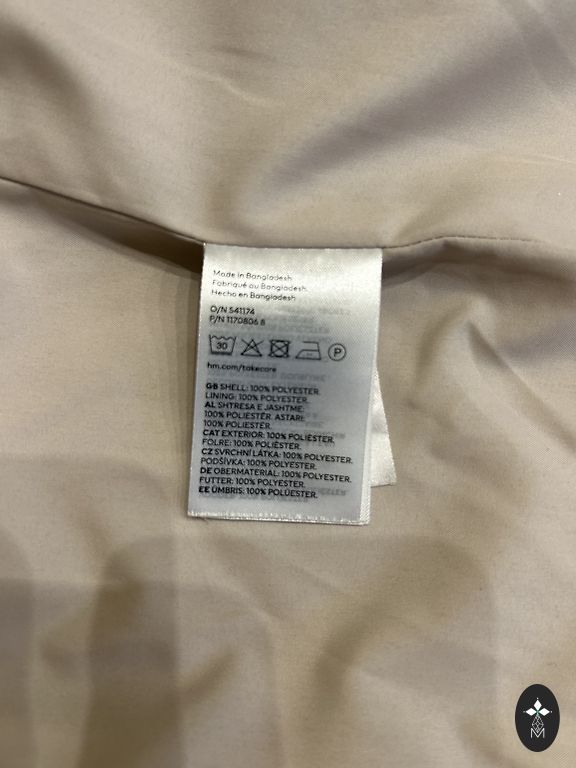 Made in Bangladesh
Fabriqué au Bangladesh
Hecho en Bangladesh
O/N 541174
P/N 1170806 8
30 P
hm.com/takecare
GB SHELL: 100% POLYESTER.
LINING: 100% POLYESTER.
AL SHTRESA E JASHTME:
100% POLIESTËR. ASTARI:
100% POLIESTËR.
CAT EXTERIOR: 100% POLIÈSTER.
FOLRE: 100% POLIÈSTER.
CZ SVRCHNÍ LÁTKA: 100% POLYESTER.
PODŠÍVKA: 100% POLYESTER.
DE OBERMATERIAL: 100% POLYESTER.
FUTTER: 100% POLYESTER.
EE ÜMBRIS: 100% POLÜESTER.
M